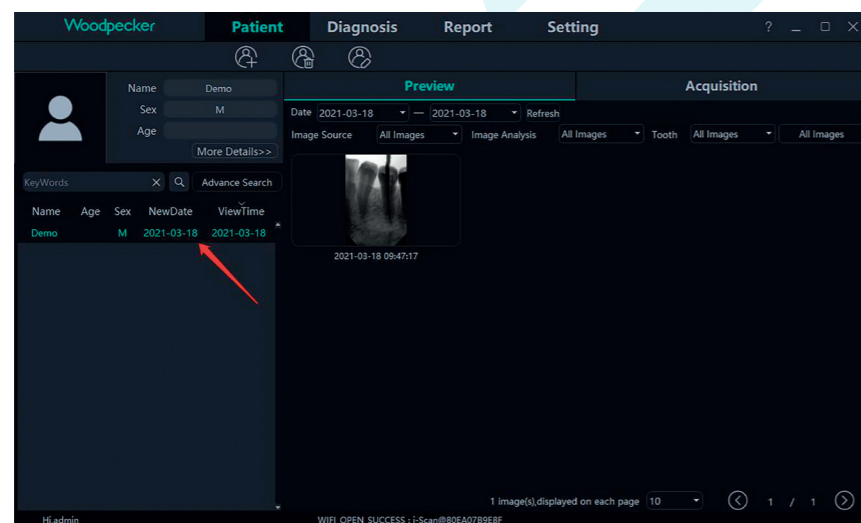 Woodpecker Patient Diagnosis Report Setting ?
Preview Acquisition
Name Demo
Sex M
Age
More Details>>
Date 2021-03-18 — 2021-03-18 Refresh
Image Source All Images Image Analysis All Images Tooth All Images All Images
KeyWords Advance Search
Name Age Sex NewDate ViewTime
Demo M 2021-03-18 2021-03-18
2021-03-18 09:47:17
1 image(s),displayed on each page 10 1 / 1
Hi,admin WIFI OPEN SUCCESS : i-Scan@80EA07B9E8F